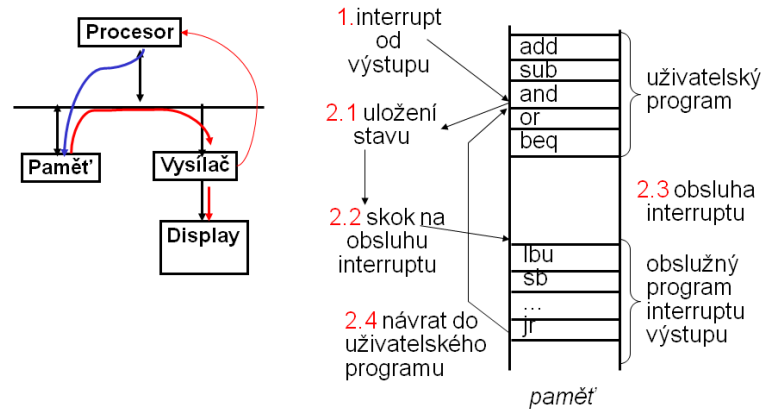 Procesor
Paměť
Vysílač
Display
1. interrupt
od
výstupu
2.1 uložení
stavu
2.2 skok na
obsluhu
interruptu
2.4 návrat do
uživatelského
programu
add
sub
and
or
beq
lbu
sb
...
jr
paměť
uživatelský
program
2.3 obsluha
interruptu
obslužný
program
interruptu
výstupu